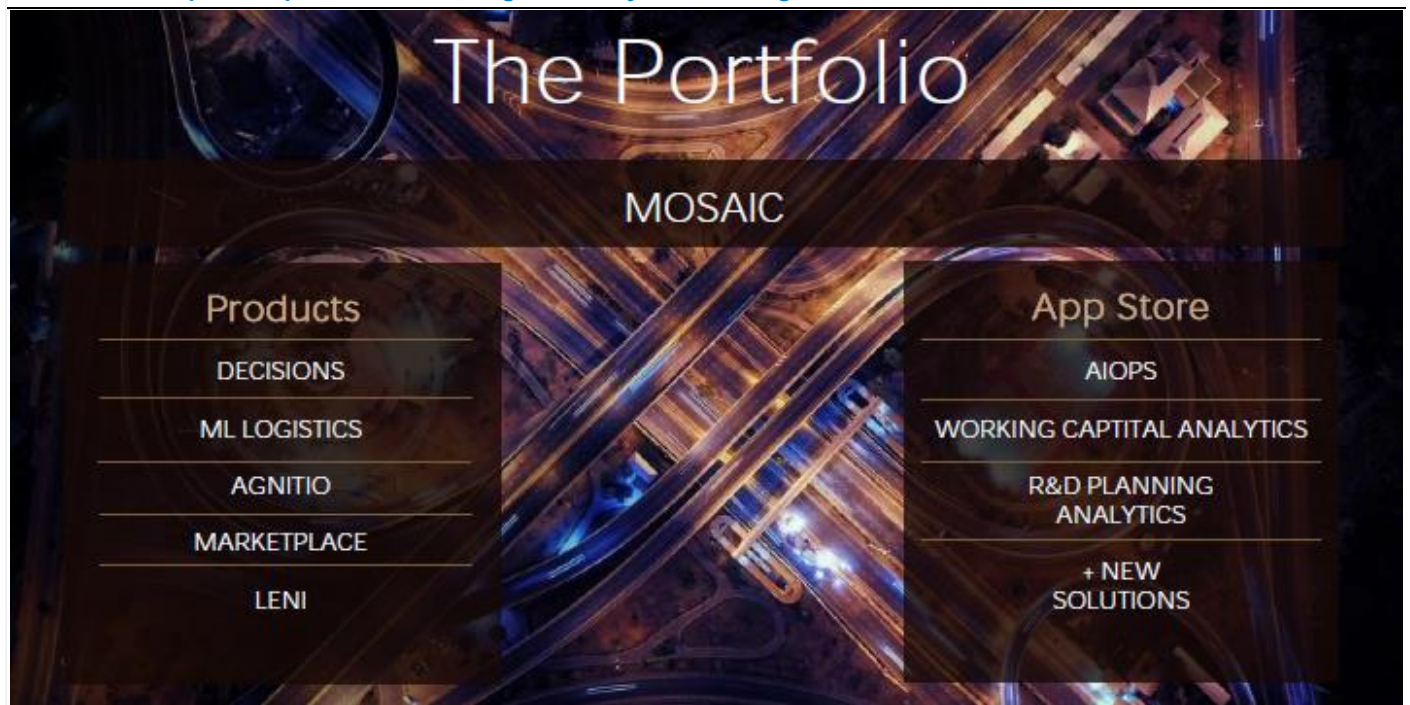 The Portfolio
MOSAIC
Products
DECISIONS
ML LOGISTICS
AGNITIO
MARKETPLACE
LENI
App Store
AIOPS
WORKING CAPTITAL ANALYTICS
R&D PLANNING
ANALYTICS
+ NEW
SOLUTIONS